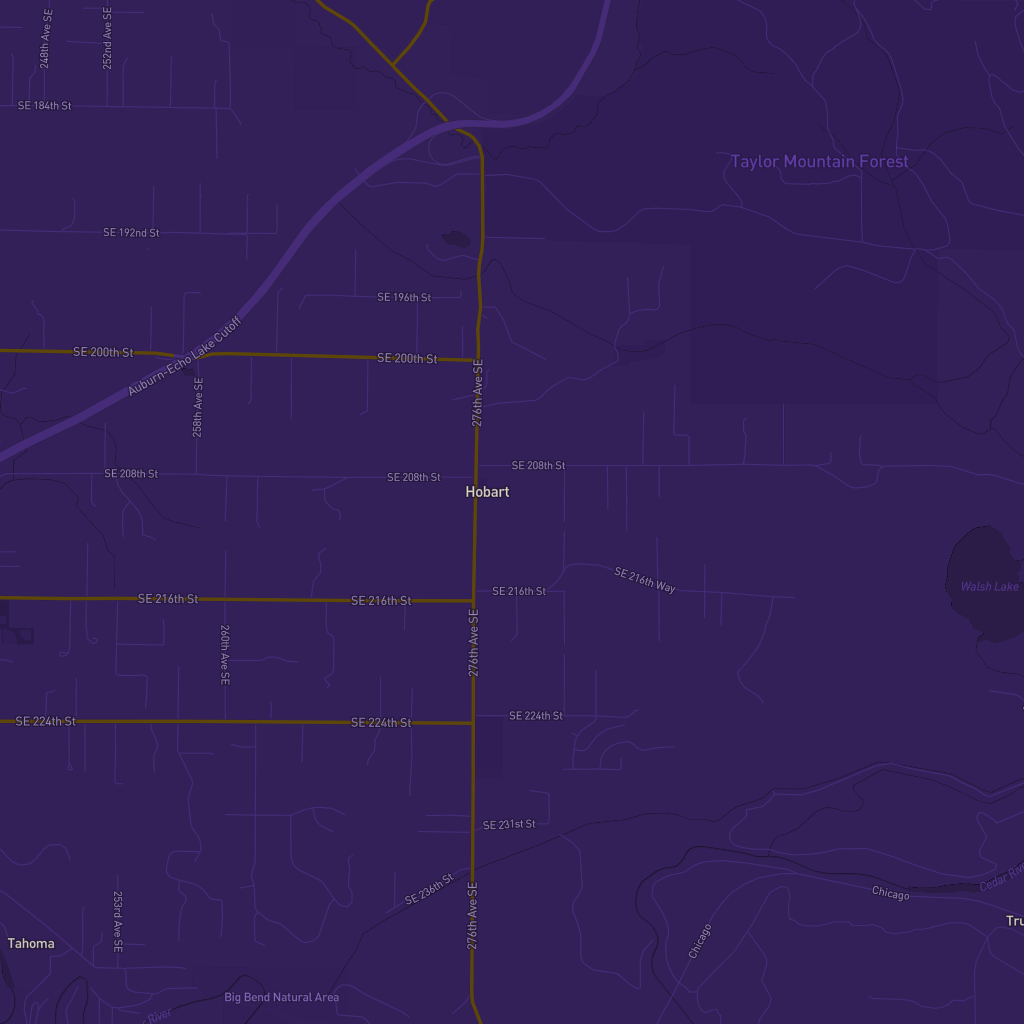 248th Ave SE
252nd Ave SE
SE 184th St
Taylor Mountain Forest
SE 192nd St
SE 196th St
Auburn-Echo Lake Cutoff
SE 200th St
SE 200th St
276th Ave SE
258th Ave SE
SE 208th St
SE 208th St
SE 208th St
Hobart
SE 216th Way
Walsh Lake
SE 216th St
SE 216th St
SE 216th St
260th Ave SE
276th Ave SE
SE 224th St
SE 224th St
SE 224th St
SE 231st St
SE 236th St
Cedar Riv
Chicago
253rd Ave SE
276th Ave SE
Chicago
Tru
Tahoma
Big Bend Natural Area
River